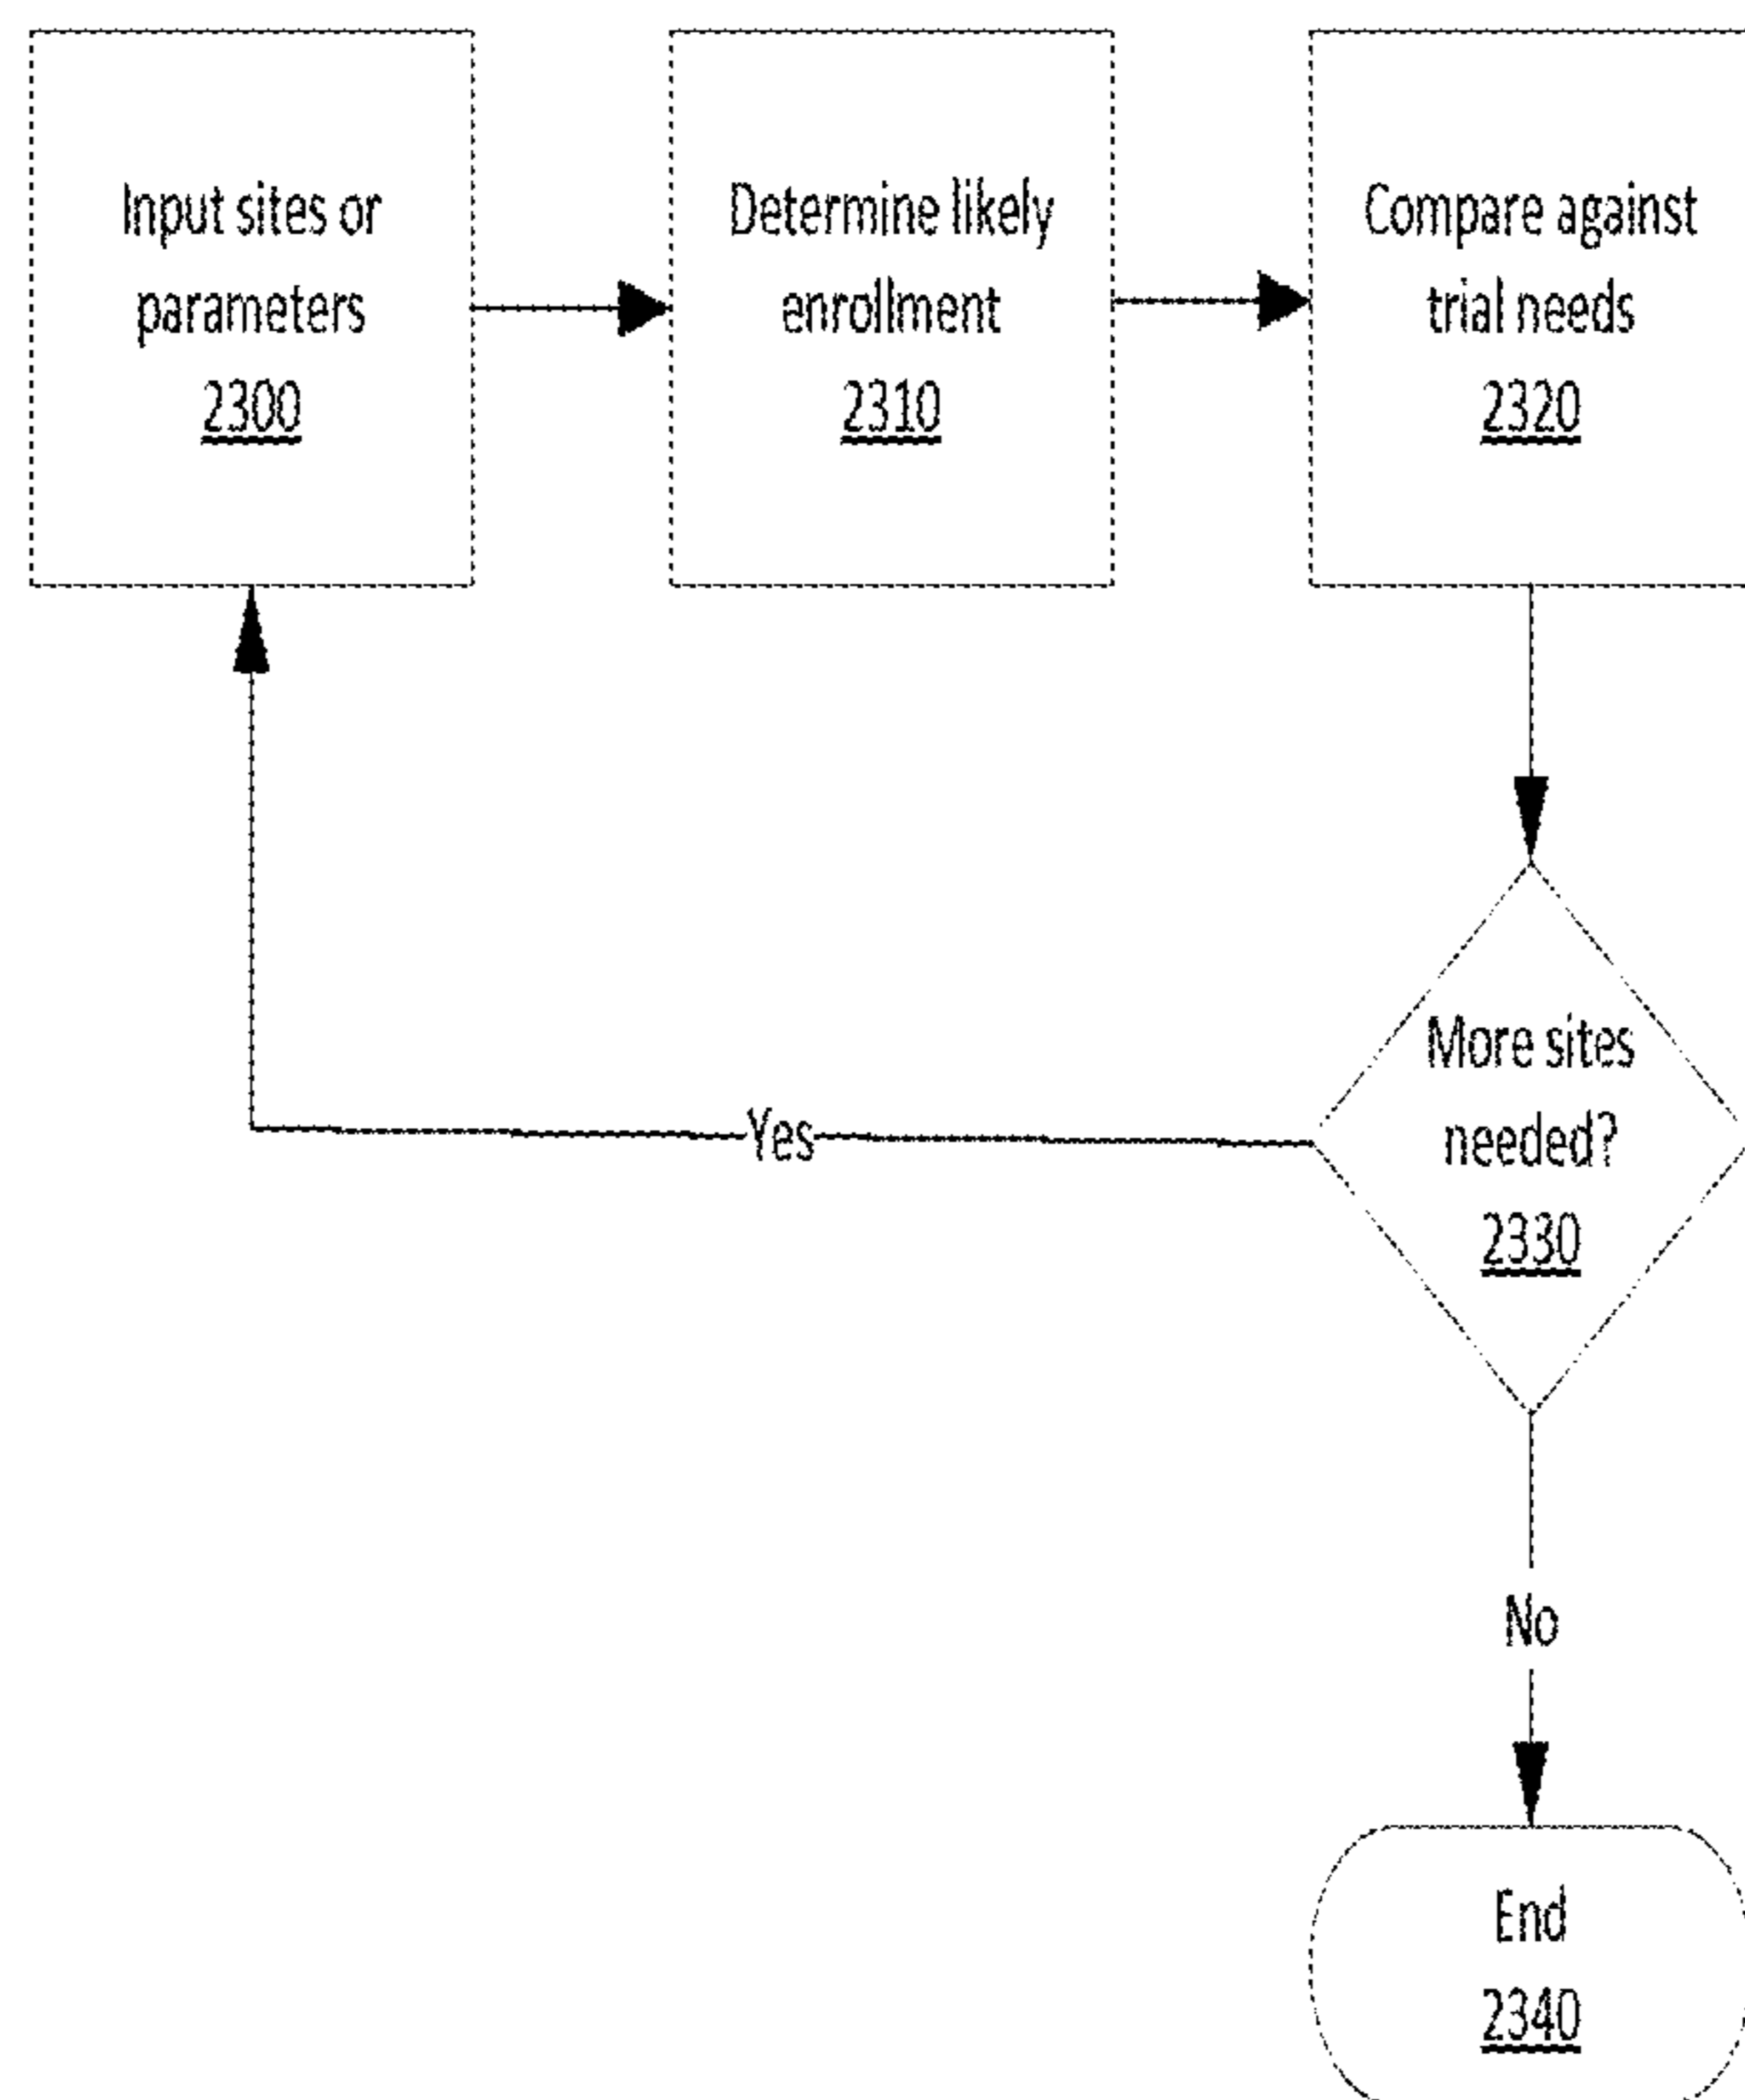 Input sites or
parameters
2300
Determine likely
enrollment
2310
Compare against
trial needs
2320
More sites
needed?
2330
Yes
No
End
2340